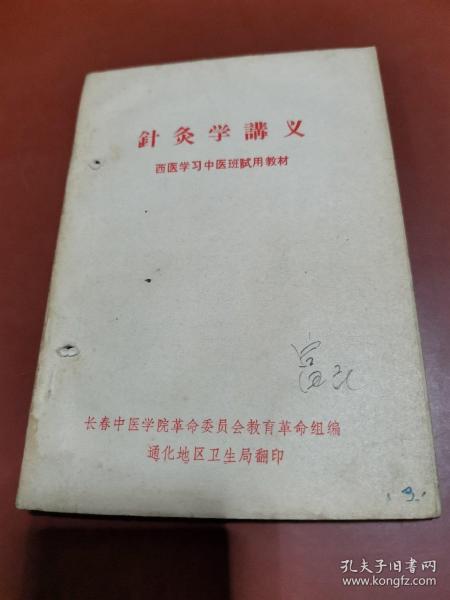 針灸学講义
西医学习中医班試用教材
长春中医学院革命委员会教育革命组编
通化地区卫生局翻印
孔夫子旧书网
www.kongfz.com